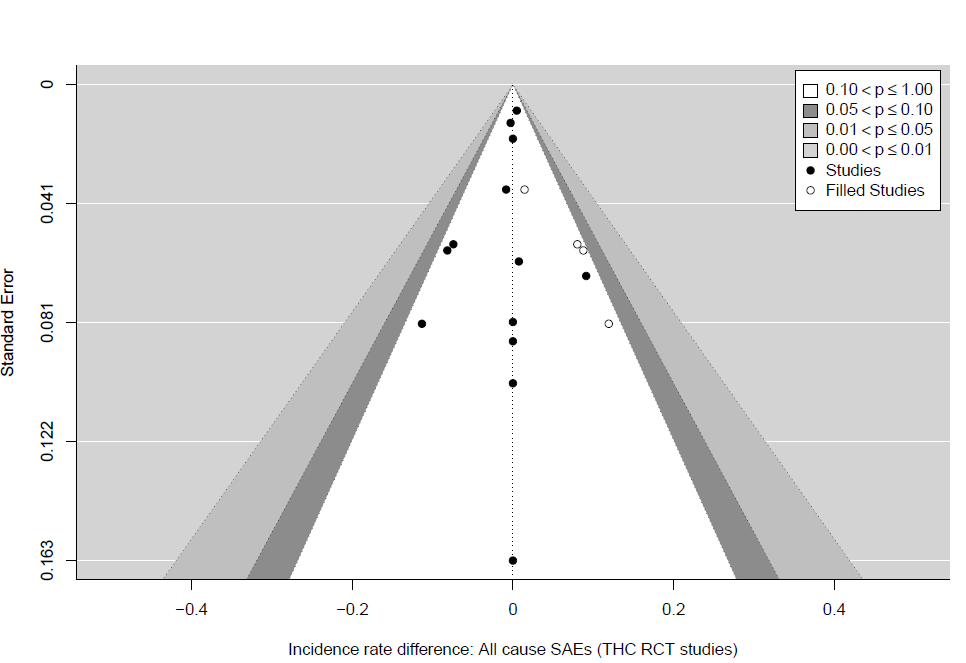 0.10 < p ≤ 1.00
0.05 < p ≤ 0.10
0.01 < p ≤ 0.05
0.00 < p ≤ 0.01
Studies
Filled Studies
Standard Error
0
0.041
0.081
0.122
0.163
−0.4
−0.2
0
0.2
0.4
Incidence rate difference: All cause SAEs (THC RCT studies)